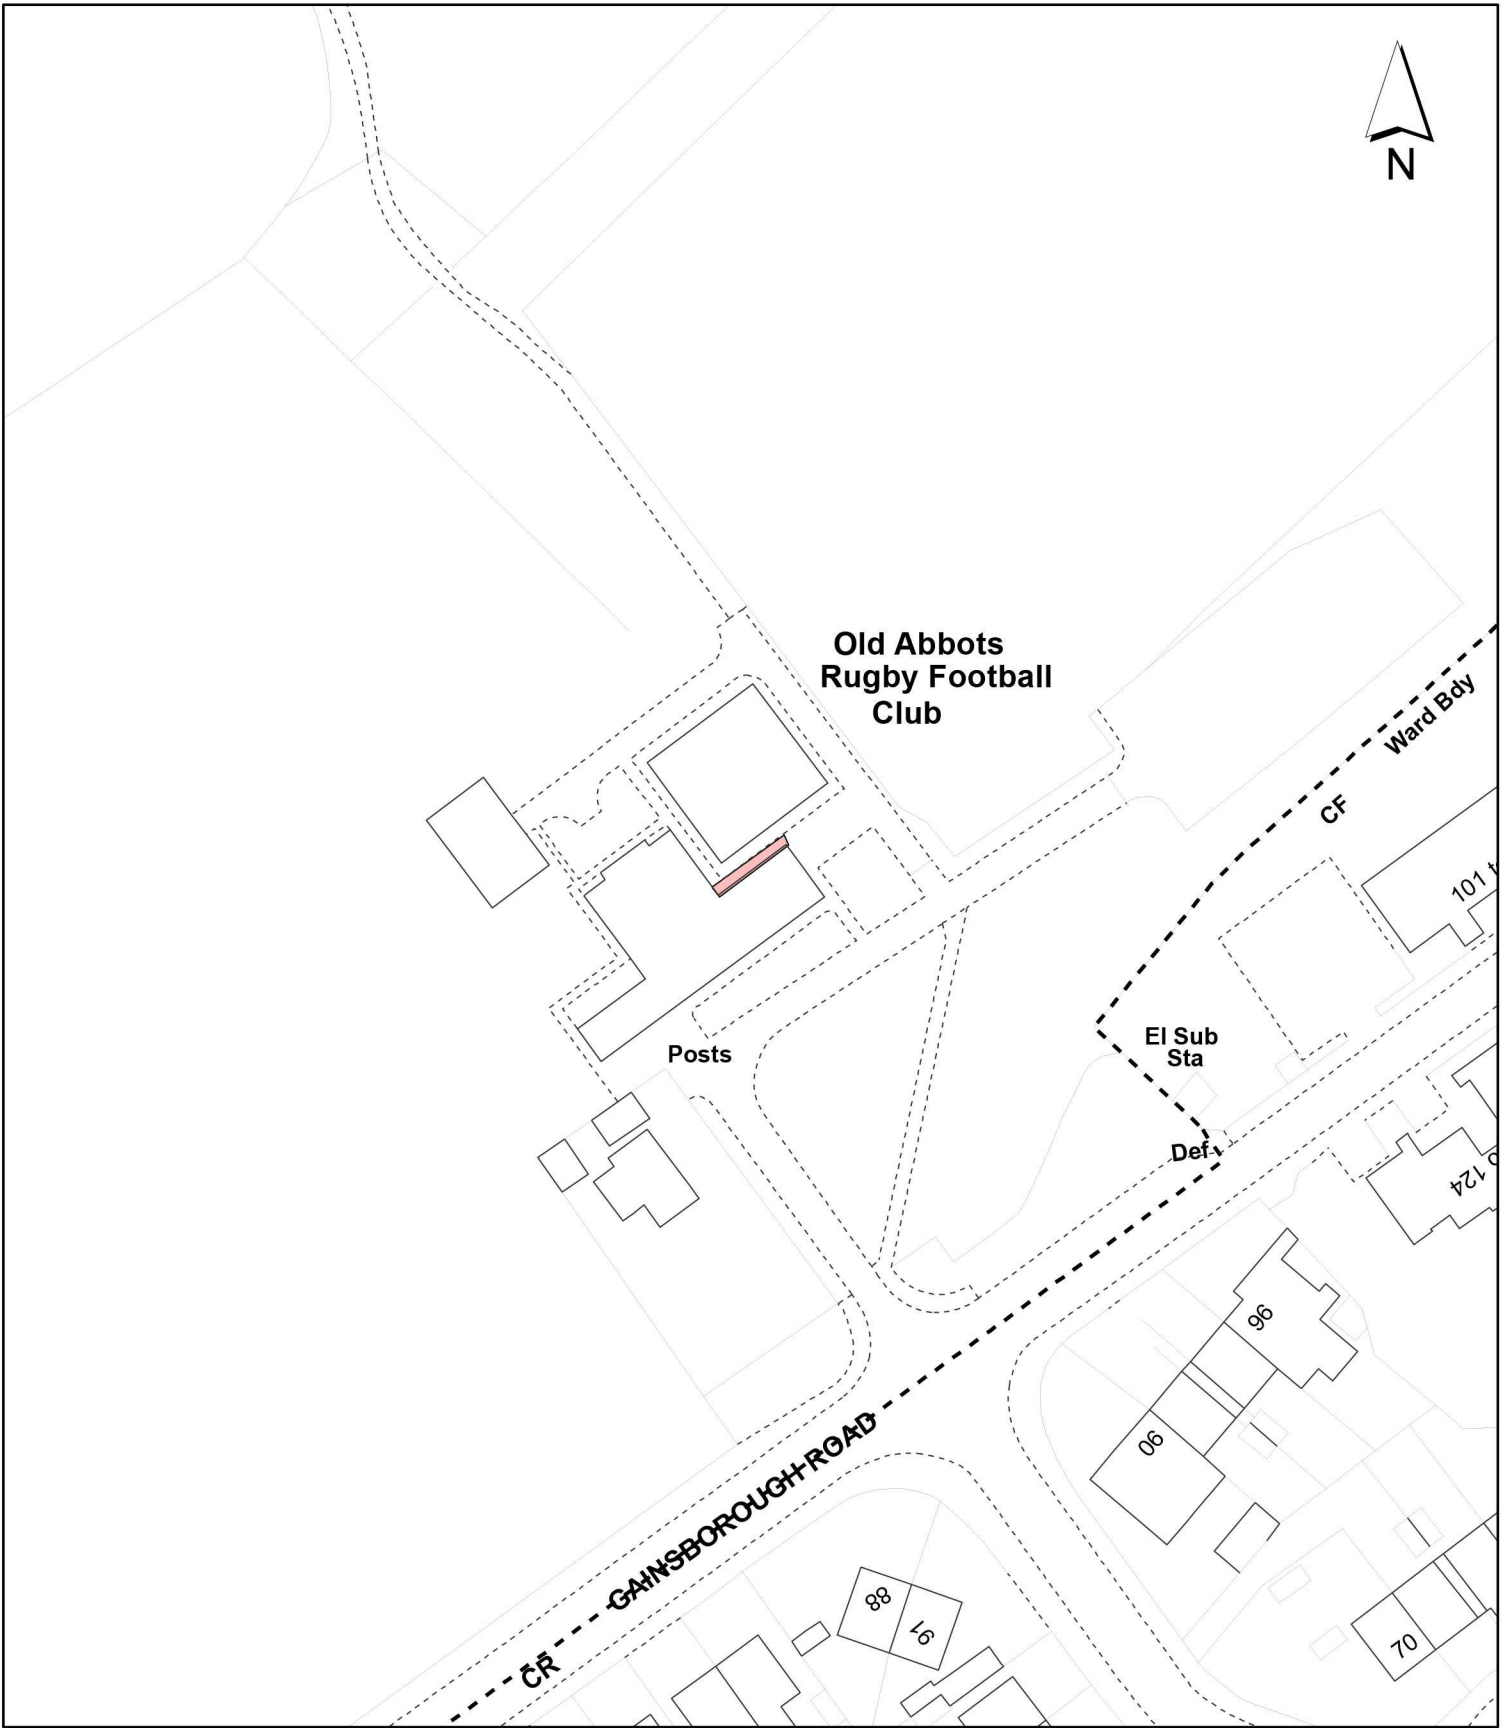 N
Old Abbots
Rugby Football
Club
Ward Bdy
CF
101 t
El Sub
Sta
Posts
Def
o 124
96
90
GAINSBOROUGH ROAD
88
91
70
CR